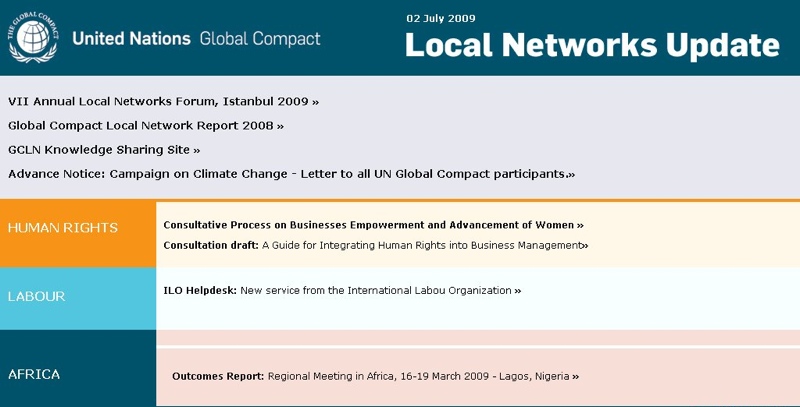 THE GLOBAL COMPACT
United Nations Global Compact
02 July 2009
Local Networks Update
VII Annual Local Networks Forum, Istanbul 2009 »
Global Compact Local Network Report 2008 »
GCLN Knowledge Sharing Site »
Advance Notice: Campaign on Climate Change - Letter to all UN Global Compact participants.»
HUMAN RIGHTS
Consultative Process on Businesses Empowerment and Advancement of Women »
Consultation draft: A Guide for Integrating Human Rights into Business Management»
LABOUR
ILO Helpdesk: New service from the International Labou Organization »
AFRICA
Outcomes Report: Regional Meeting in Africa, 16-19 March 2009 - Lagos, Nigeria »